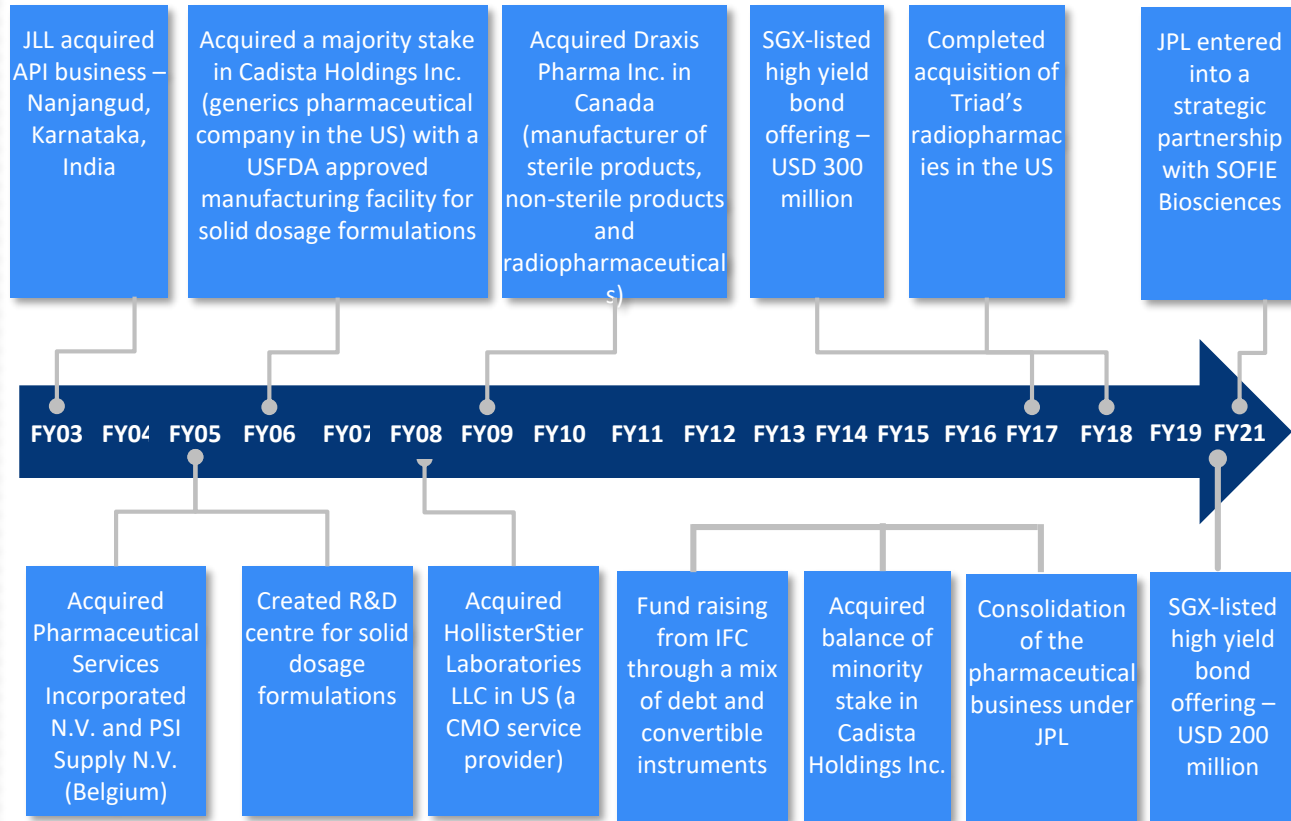 JLL acquired
API business –
Nanjangud,
Karnataka,
India
Acquired a majority stake
in Cadista Holdings Inc.
(generics pharmaceutical
company in the US) with a
USFDA approved
manufacturing facility for
solid dosage formulations
Acquired Draxis
Pharma Inc. in
Canada
(manufacturer of
sterile products,
non-sterile products
and
radiopharmaceutical
s)
SGX-listed
high yield
bond
offering –
USD 300
million
Completed
acquisition of
Triad's
radiopharmac
ies in the US
JPL entered
into a
strategic
partnership
with SOFIE
Biosciences
FY03 FY04 FY05 FY06 FY07 FY08 FY09 FY10 FY11 FY12 FY13 FY14 FY15 FY16 FY17 FY18 FY19 FY21
Acquired
Pharmaceutical
Services
Incorporated
N.V. and PSI
Supply N.V.
(Belgium)
Created R&D
centre for solid
dosage
formulations
Acquired
HollisterStier
Laboratories
LLC in US (a
CMO service
provider)
Fund raising
from IFC
through a mix
of debt and
convertible
instruments
Acquired
balance of
minority
stake in
Cadista
Holdings Inc.
Consolidation
of the
pharmaceutical
business under
JPL
SGX-listed
high yield
bond
offering –
USD 200
million